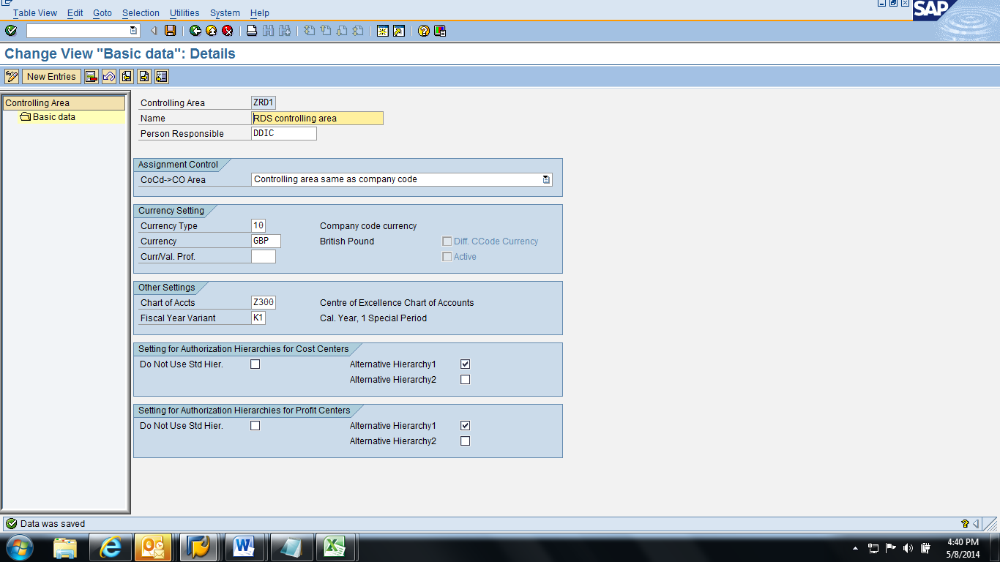 Table View Edit Goto Selection Utilities System Help
SAP
Change View "Basic data": Details
New Entries
Controlling Area
Basic data
Controlling Area ZRD1
Name RDS controlling area
Person Responsible DDIC
Assignment Control
CoCd->CO Area Controlling area same as company code
Currency Setting
Currency Type 10 Company code currency
Currency GBP British Pound Diff. CCode Currency
Curr/Val. Prof. Active
Other Settings
Chart of Accts Z300 Centre of Excellence Chart of Accounts
Fiscal Year Variant K1 Cal. Year, 1 Special Period
Setting for Authorization Hierarchies for Cost Centers
Do Not Use Std Hier. Alternative Hierarchy1
Alternative Hierarchy2
Setting for Authorization Hierarchies for Profit Centers
Do Not Use Std Hier. Alternative Hierarchy1
Alternative Hierarchy2
Data was saved
4:40 PM
5/8/2014